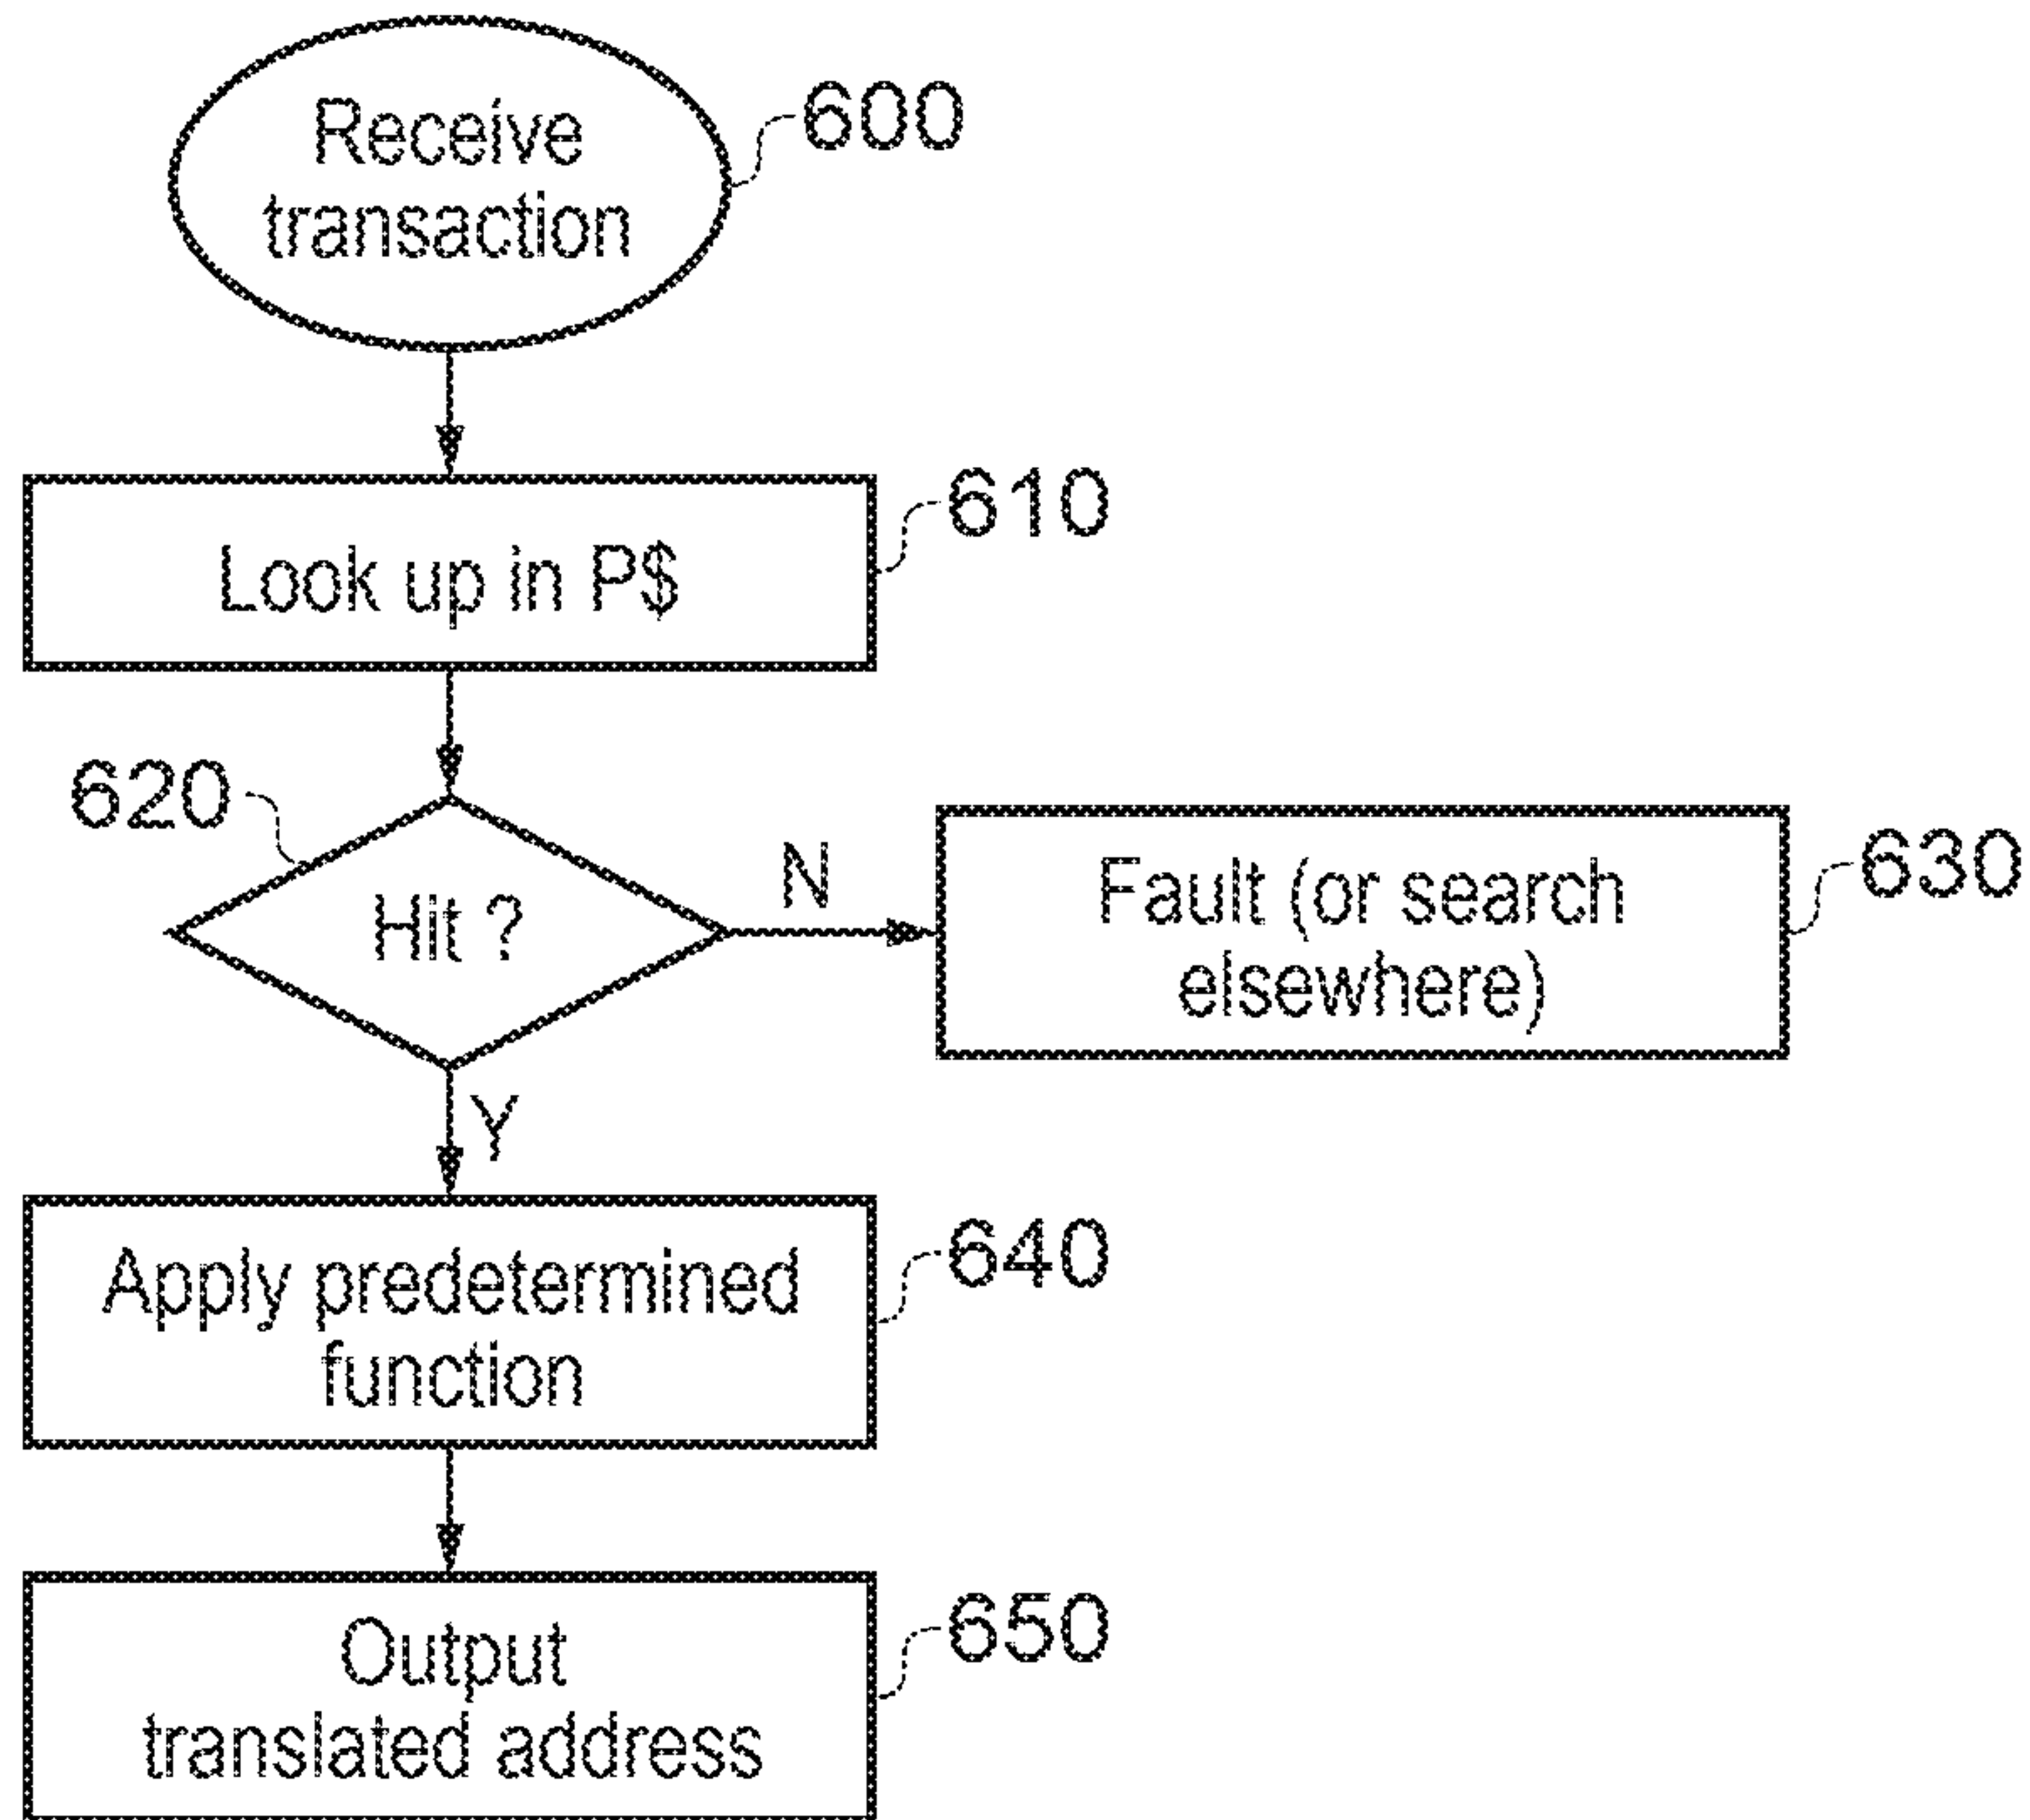 Receive
transaction
600
Look up in P$
610
620
Hit ?
N
Fault (or search
elsewhere)
630
Y
Apply predetermined
function
640
Output
translated address
650